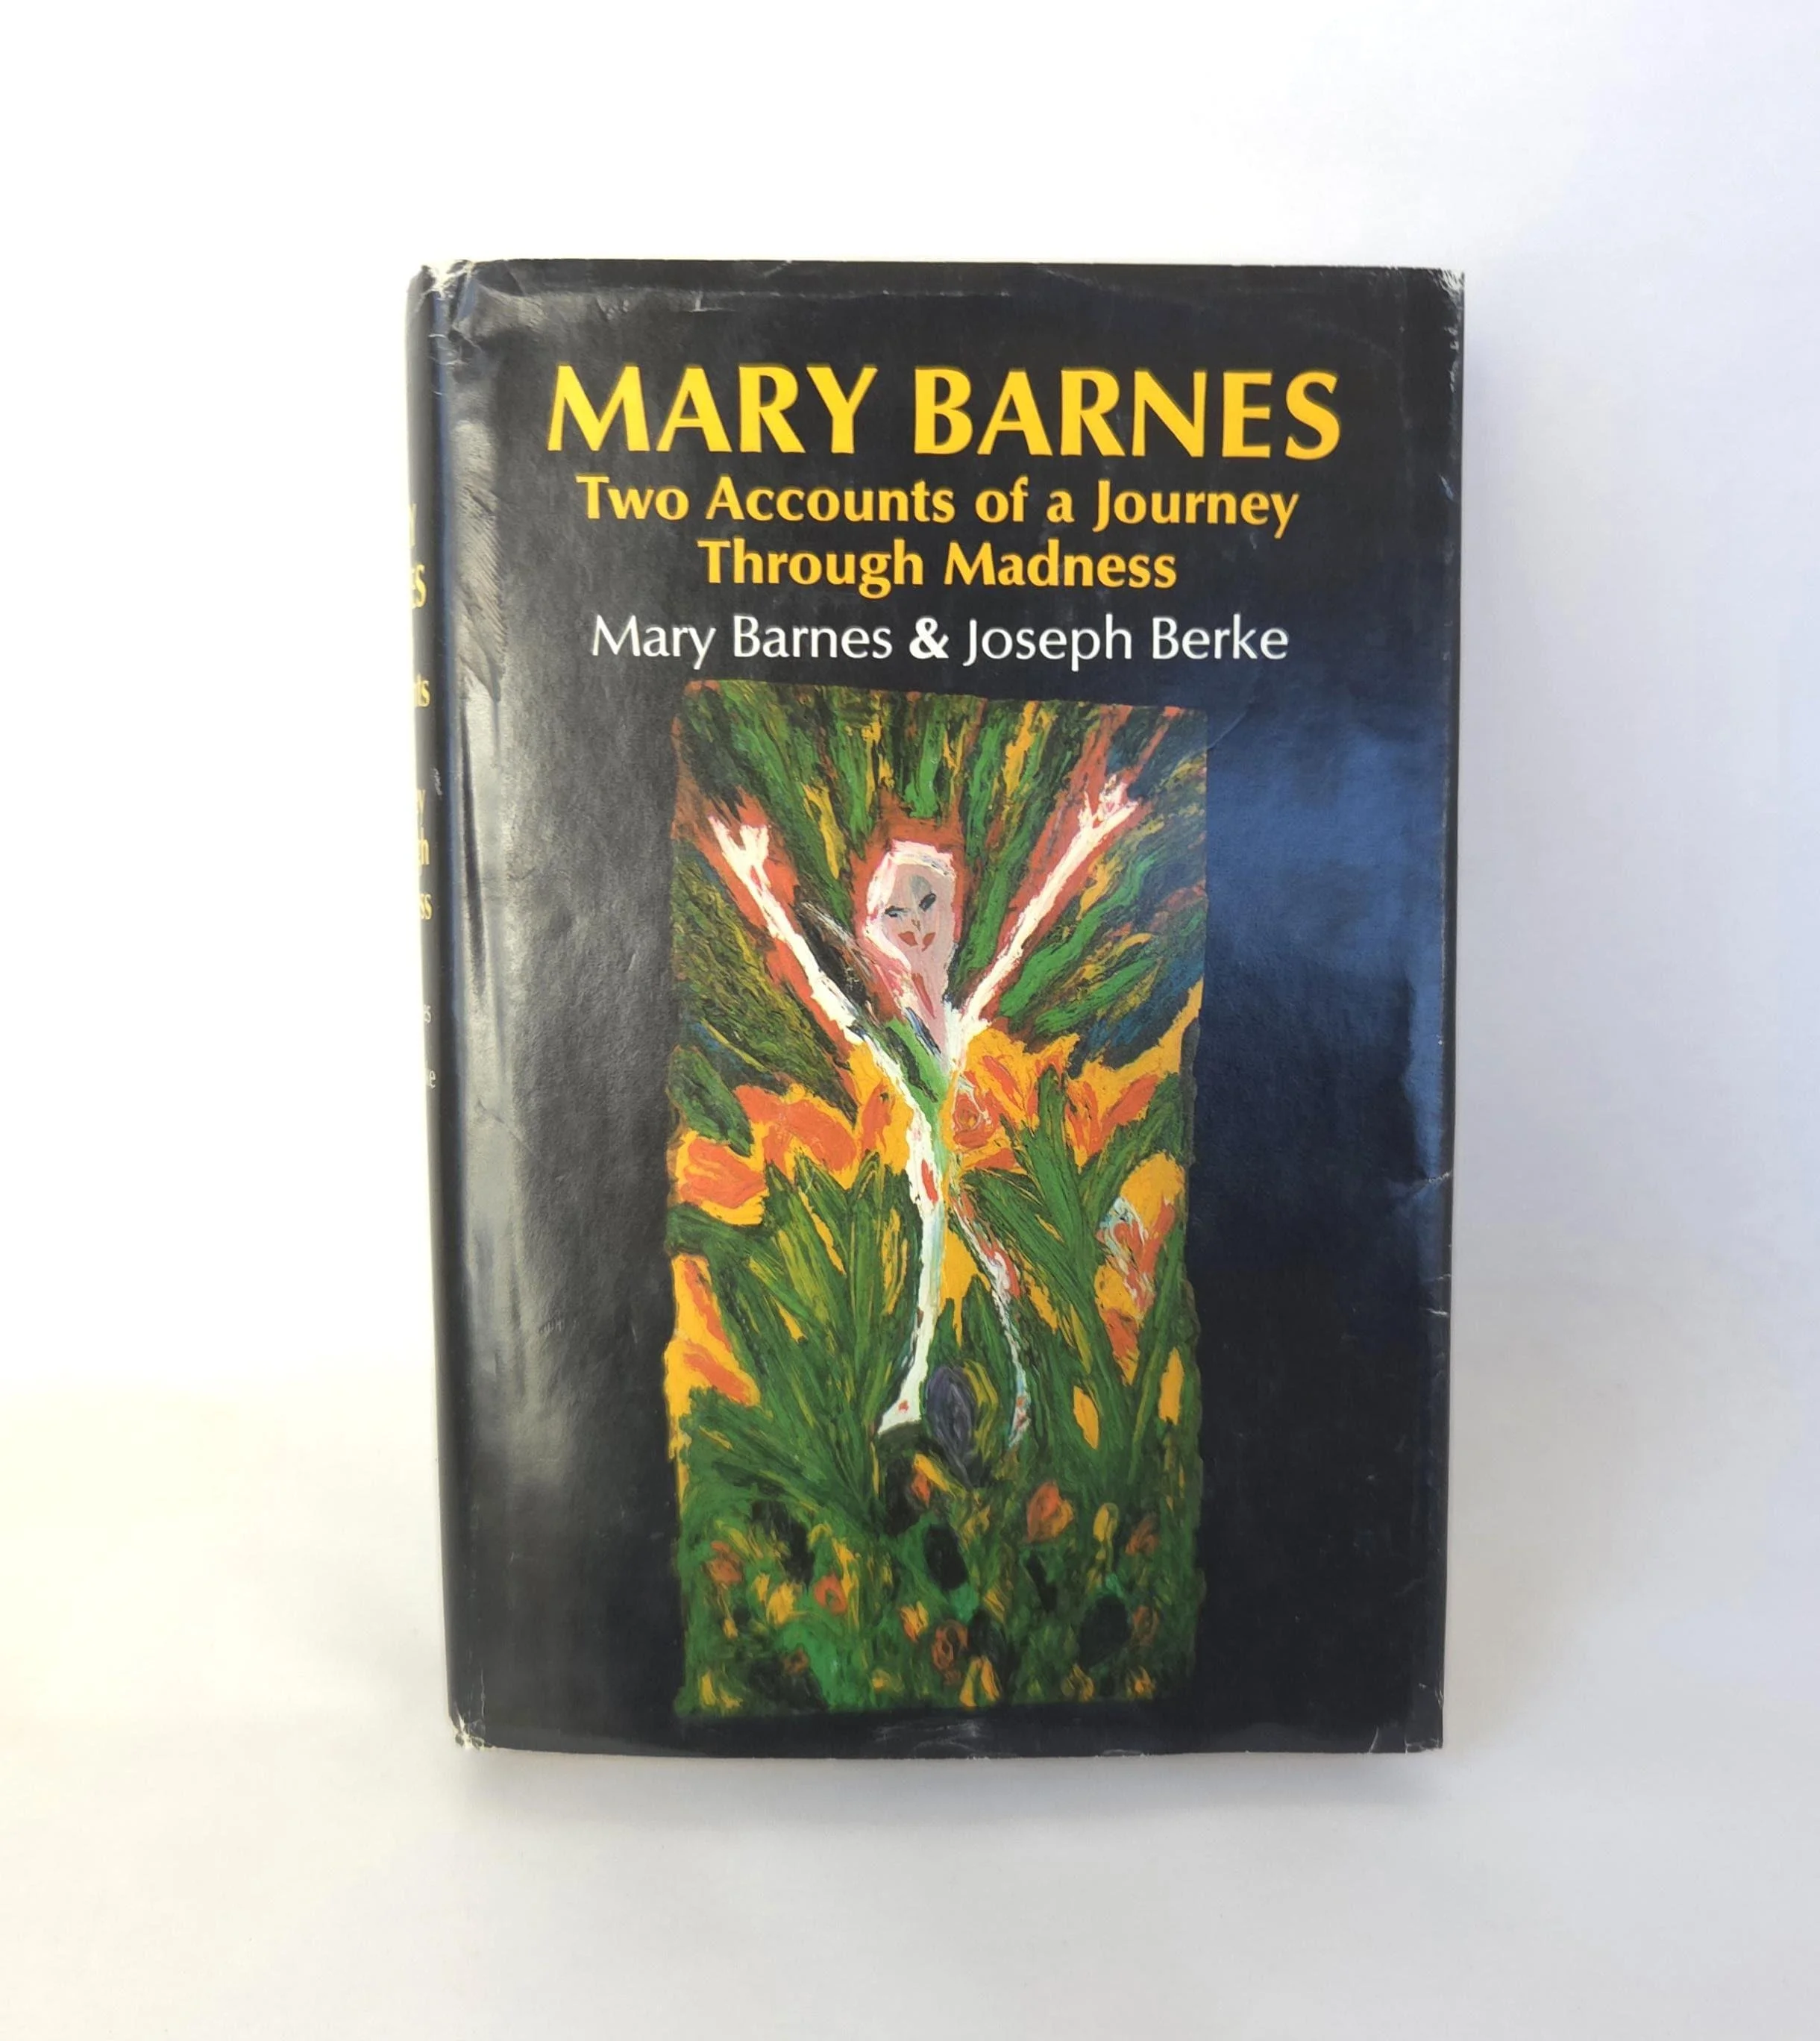 MARY BARNES
Two Accounts of a Journey
Through Madness
Mary Barnes & Joseph Berke